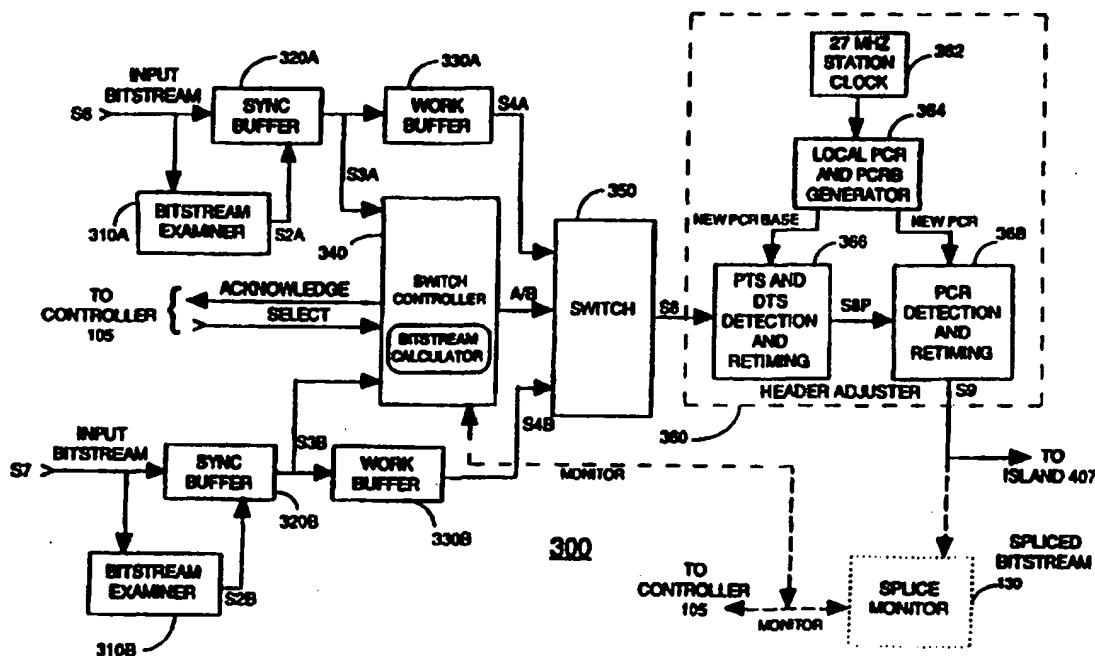 320A
330A
27 MHZ
STATION
CLOCK
362
INPUT
BITSTREAM
S6
SYNC
BUFFER
WORK
BUFFER
S4A
364
LOCAL PCR
AND PCRB
GENERATOR
S3A
BITSTREAM
EXAMINER
310A
S2A
340
350
NEW PCR BASE
NEW PCR
366
368
TO
CONTROLLER
105
ACKNOWLEDGE
SELECT
SWITCH
CONTROLLER
BITSTREAM
CALCULATOR
A/B
SWITCH
S8
PTS AND
DTS
DETECTION
AND
RETIMING
S8P
PCR
DETECTION
AND
RETIMING
HEADER ADJUSTER
S9
360
INPUT
BITSTREAM
S7
SYNC
BUFFER
S3B
WORK
BUFFER
S4B
MONITOR
TO
ISLAND 407
320B
330B
300
BITSTREAM
EXAMINER
S2B
310B
SPLICED
BITSTREAM
TO
CONTROLLER
105
MONITOR
SPLICE
MONITOR
430